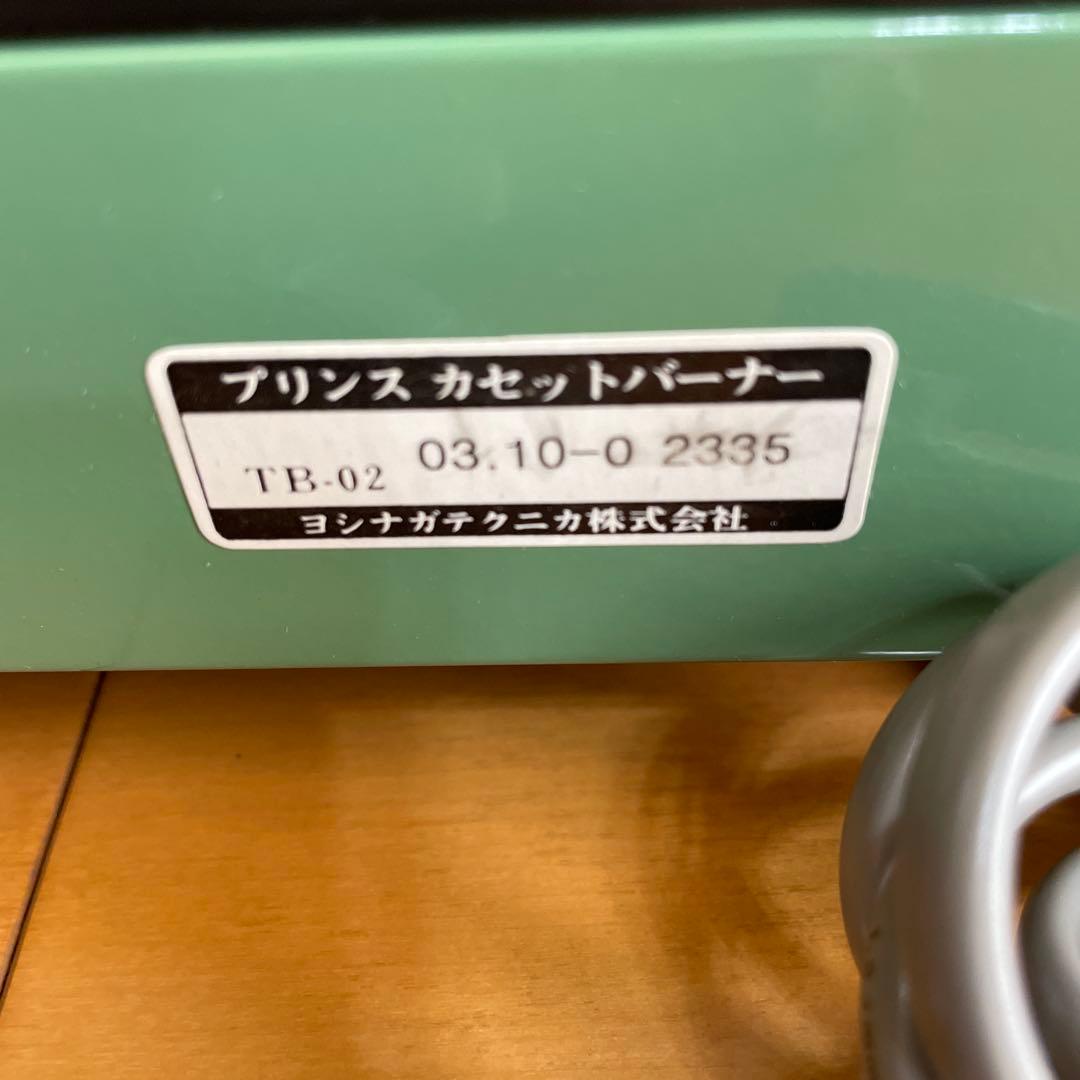 プリンス カセットバーナー
TB-02 03.10-0 2335
ヨシナガテクニカ株式会社